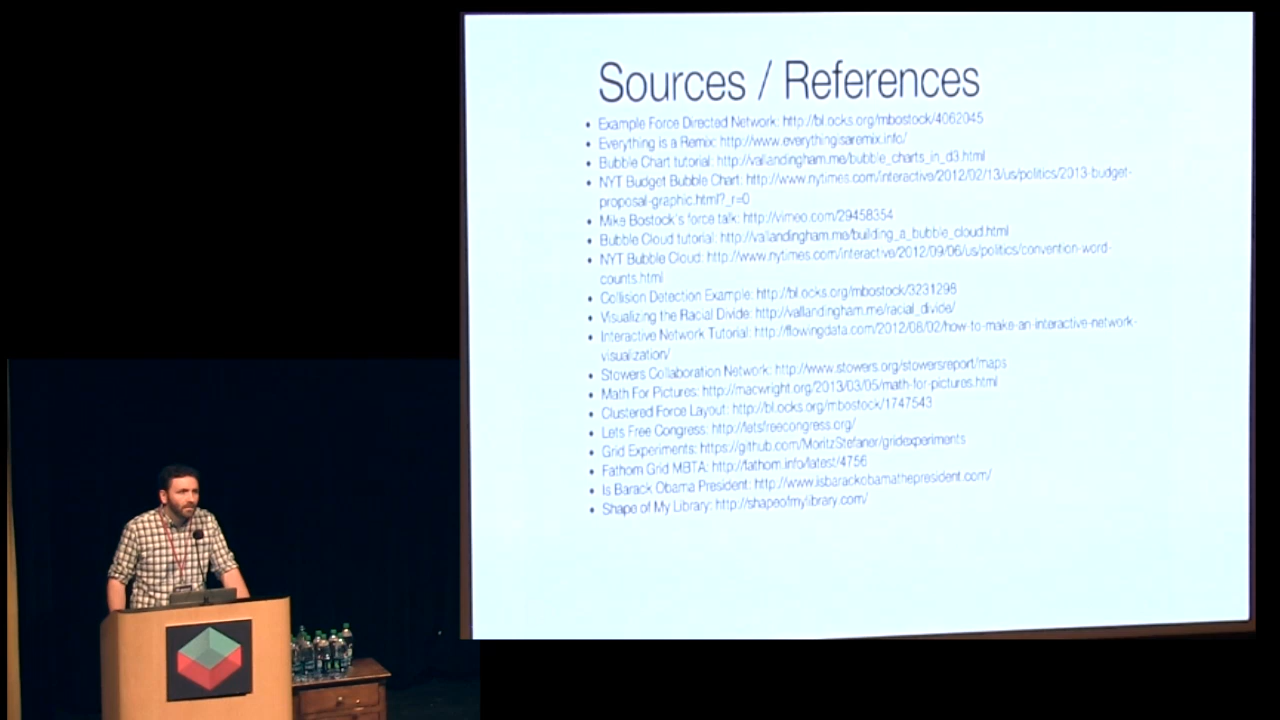 Sources / References
• Example Force Directed Network: http://bl.ocks.org/mbostock/4062045
• Everything is a Remix: http://www.everythingisaremix.info/
• Bubble Chart tutorial: http://vallandingham.me/bubble_charts_in_d3.html
• NYT Budget Bubble Chart: http://www.nytimes.com/interactive/2012/02/13/us/politics/2013-budget-
proposal-graphic.html?_r=0
• Mike Bostock's force talk: http://vimeo.com/29458354
• Bubble Cloud tutorial: http://vallandingham.me/building_a_bubble_cloud.html
• NYT Bubble Cloud: http://www.nytimes.com/interactive/2012/09/06/us/politics/convention-word-
counts.html
• Collision Detection Example: http://bl.ocks.org/mbostock/3231298
• Visualizing the Racial Divide: http://vallandingham.me/racial_divide/
• Interactive Network Tutorial: http://flowingdata.com/2012/08/02/how-to-make-an-interactive-network-
visualization/
• Stowers Collaboration Network: http://www.stowers.org/stowersreport/maps
• Math For Pictures: http://macwright.org/2013/03/05/math-for-pictures.html
• Clustered Force Layout: http://bl.ocks.org/mbostock/1747543
• Lets Free Congress: http://letsfreecongress.org/
• Grid Experiments: https://github.com/MoritzStefaner/gridexperiments
• Fathom Grid MBTA: http://fathom.info/latest/4756
• Is Barack Obama President: http://www.isbarackobamathepresident.com/
• Shape of My Library: http://shapeofmylibrary.com/